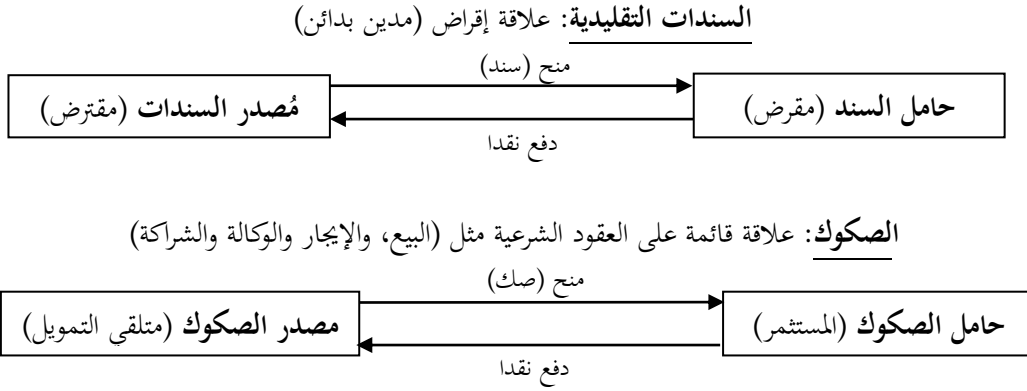 السندات التقليدية: علاقة إقراض (مدين بدائن)
منح (سند)
حامل السند (مقرض)
مُصدر السندات (مقترض)
دفع نقدا
الصكوك: علاقة قائمة على العقود الشرعية مثل (البيع، والإيجار والوكالة والشراكة)
منح (صك)
حامل الصكوك (المستثمر)
مصدر الصكوك (متلقي التمويل)
دفع نقدا